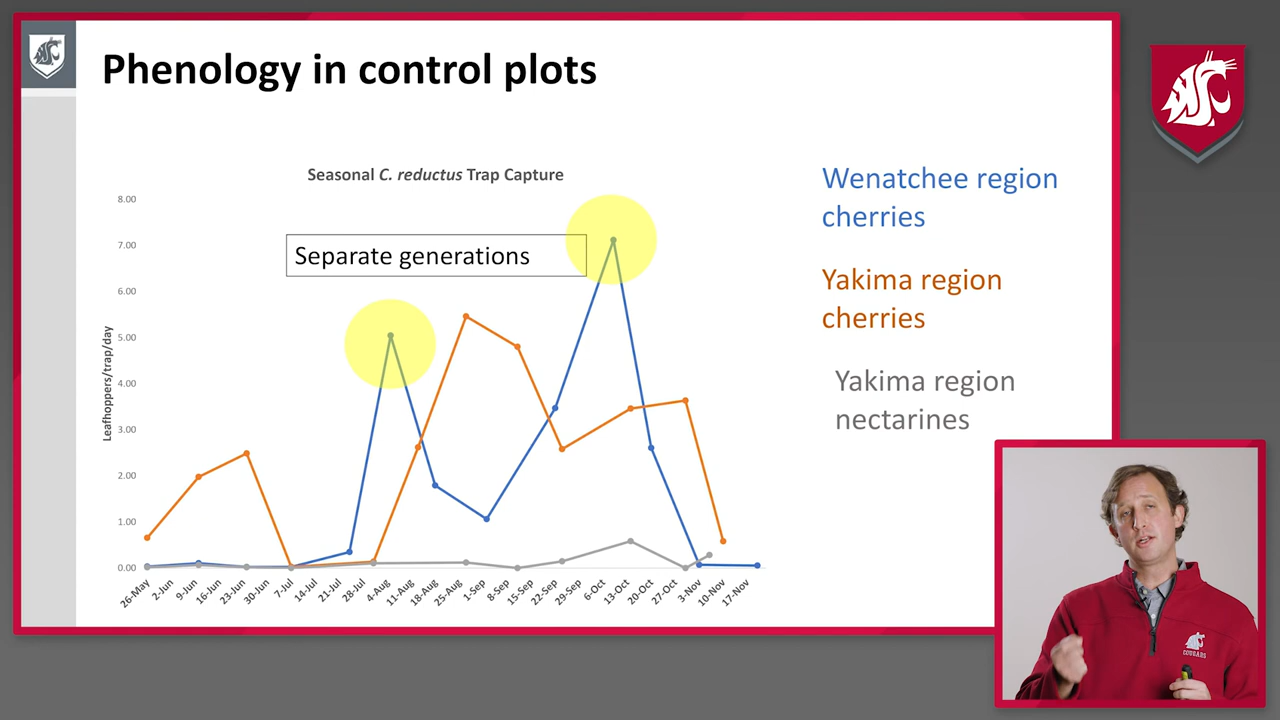 Phenology in control plots
Seasonal C. reductus Trap Capture
8.00
7.00
6.00
5.00
4.00
3.00
2.00
1.00
0.00
Leafhoppers/trap/day
Separate generations
26-May
2-Jun
9-Jun
16-Jun
23-Jun
30-Jun
7-Jul
14-Jul
21-Jul
28-Jul
4-Aug
11-Aug
18-Aug
25-Aug
1-Sep
8-Sep
15-Sep
22-Sep
29-Sep
6-Oct
13-Oct
20-Oct
27-Oct
3-Nov
10-Nov
17-Nov
Wenatchee region
cherries
Yakima region
cherries
Yakima region
nectarines
COUGARS